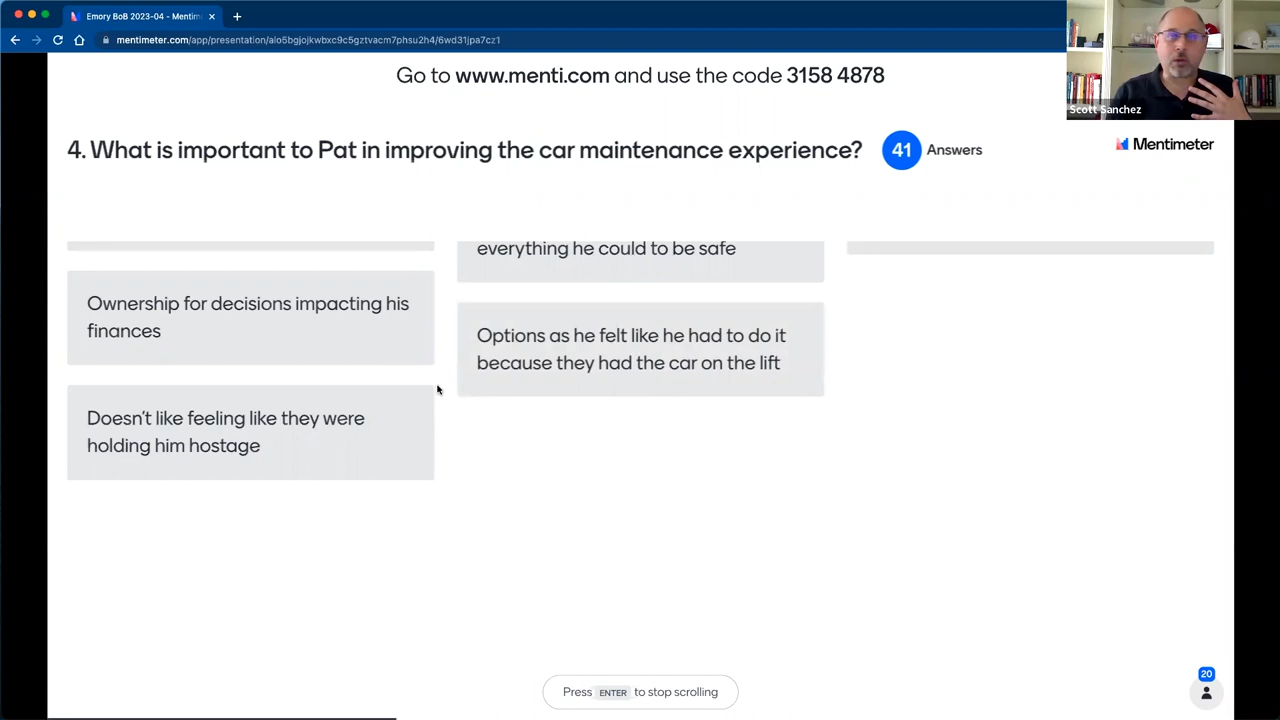 Emory BoB 2023-04 - Mentim
mentimeter.com/app/presentation/alo5bgjojkwbxc9c5gztvacm7phsu2h4/6wd31jpa7cz1
Go to www.menti.com and use the code 3158 4878
Scott Sanchez
4. What is important to Pat in improving the car maintenance experience?
41 Answers
Mentimeter
everything he could to be safe
Ownership for decisions impacting his
finances
Options as he felt like he had to do it
because they had the car on the lift
Doesn't like feeling like they were
holding him hostage
Press ENTER to stop scrolling
20